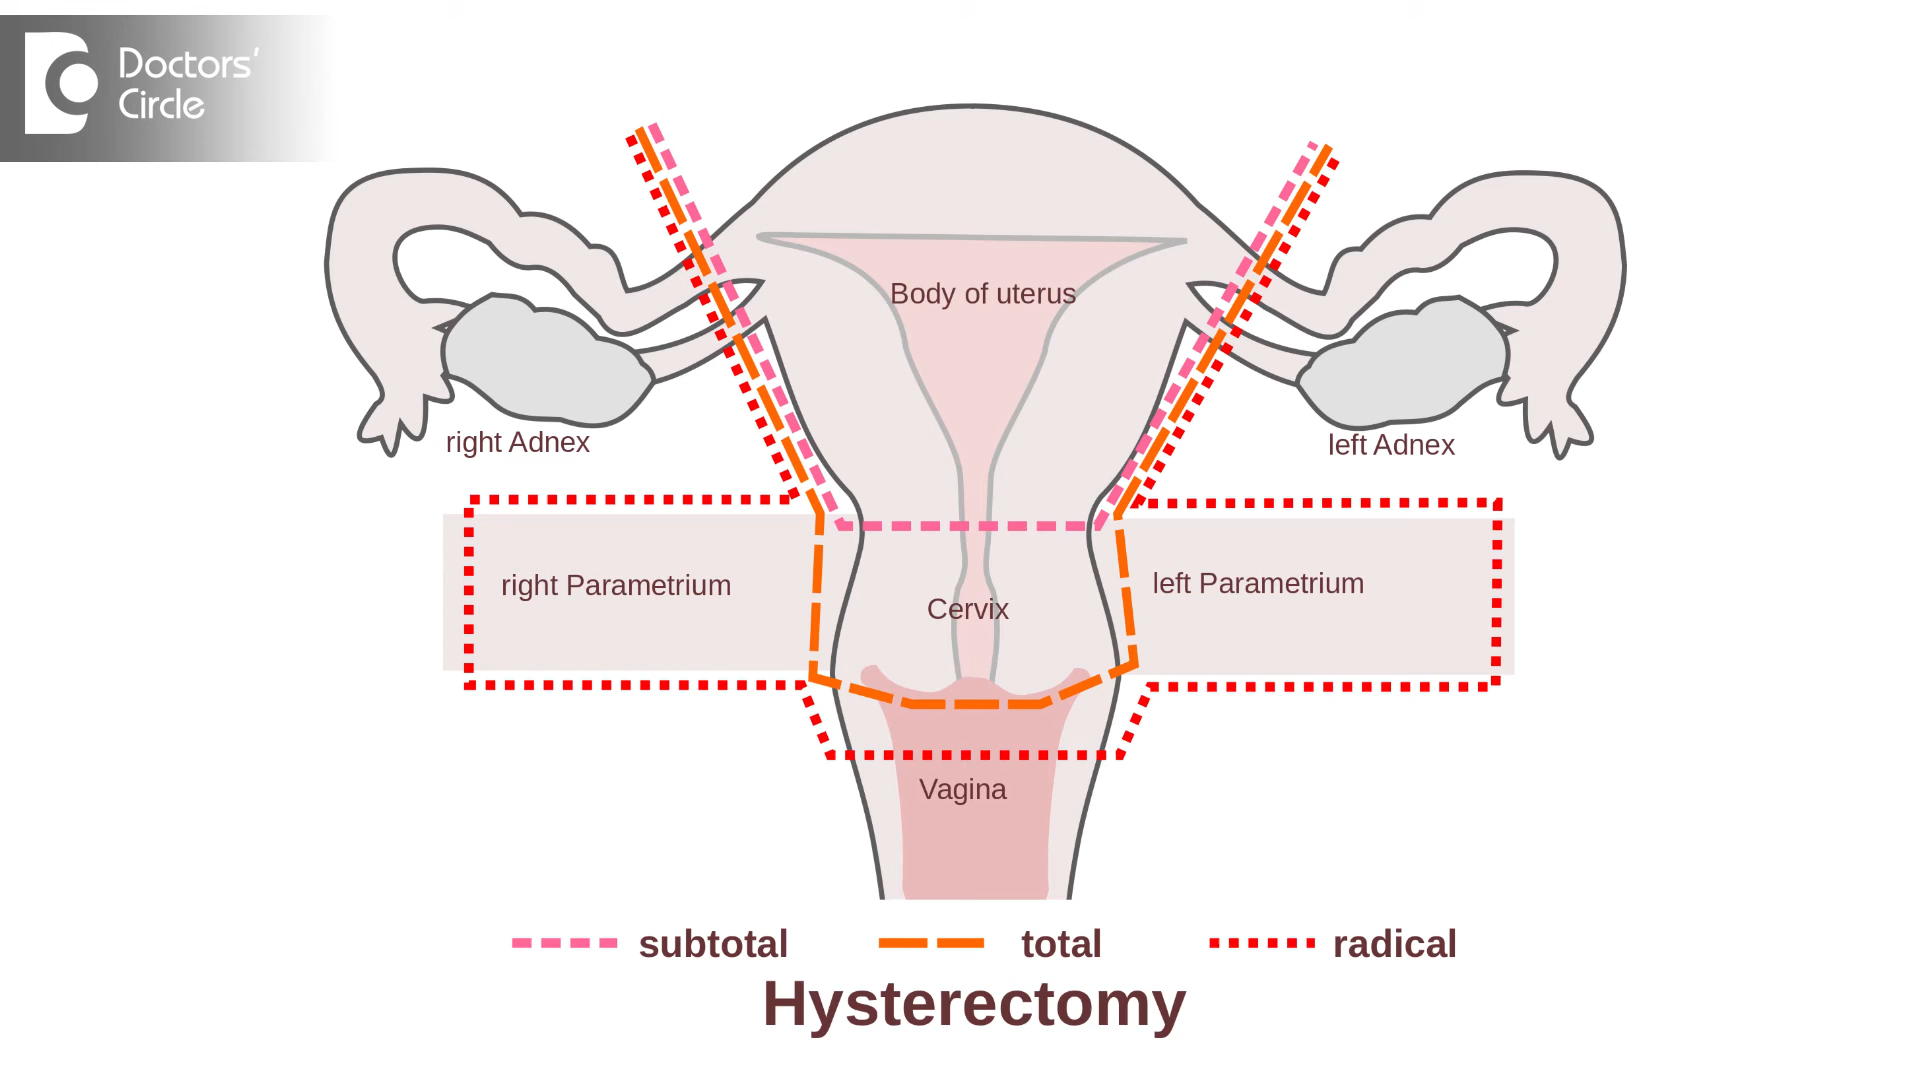 Doctors'
Circle
Body of uterus
right Adnex
left Adnex
right Parametrium
left Parametrium
Cervix
Vagina
subtotal
total
radical
Hysterectomy